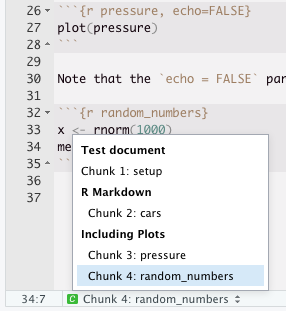 26 ```{r pressure, echo=FALSE}
27 plot(pressure)
28 ```
29
30 Note that the `echo = FALSE` par
31
32 ```{r random_numbers}
33 x <- rnorm(1000)
34 me
35 ``
36
37
Test document
Chunk 1: setup
R Markdown
Chunk 2: cars
Including Plots
Chunk 3: pressure
Chunk 4: random_numbers
34:7 C Chunk 4: random_numbers